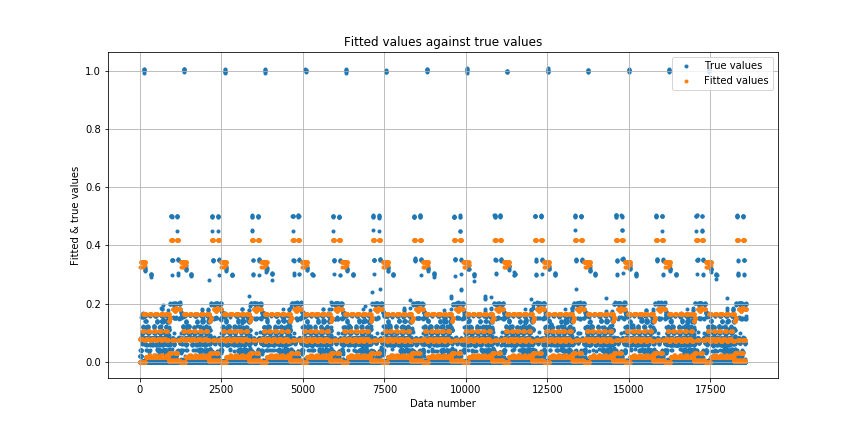 Fitted values against true values
True values
Fitted values
Fitted & true values
1.0
0.8
0.6
0.4
0.2
0.0
0
2500
5000
7500
10000
12500
15000
17500
Data number